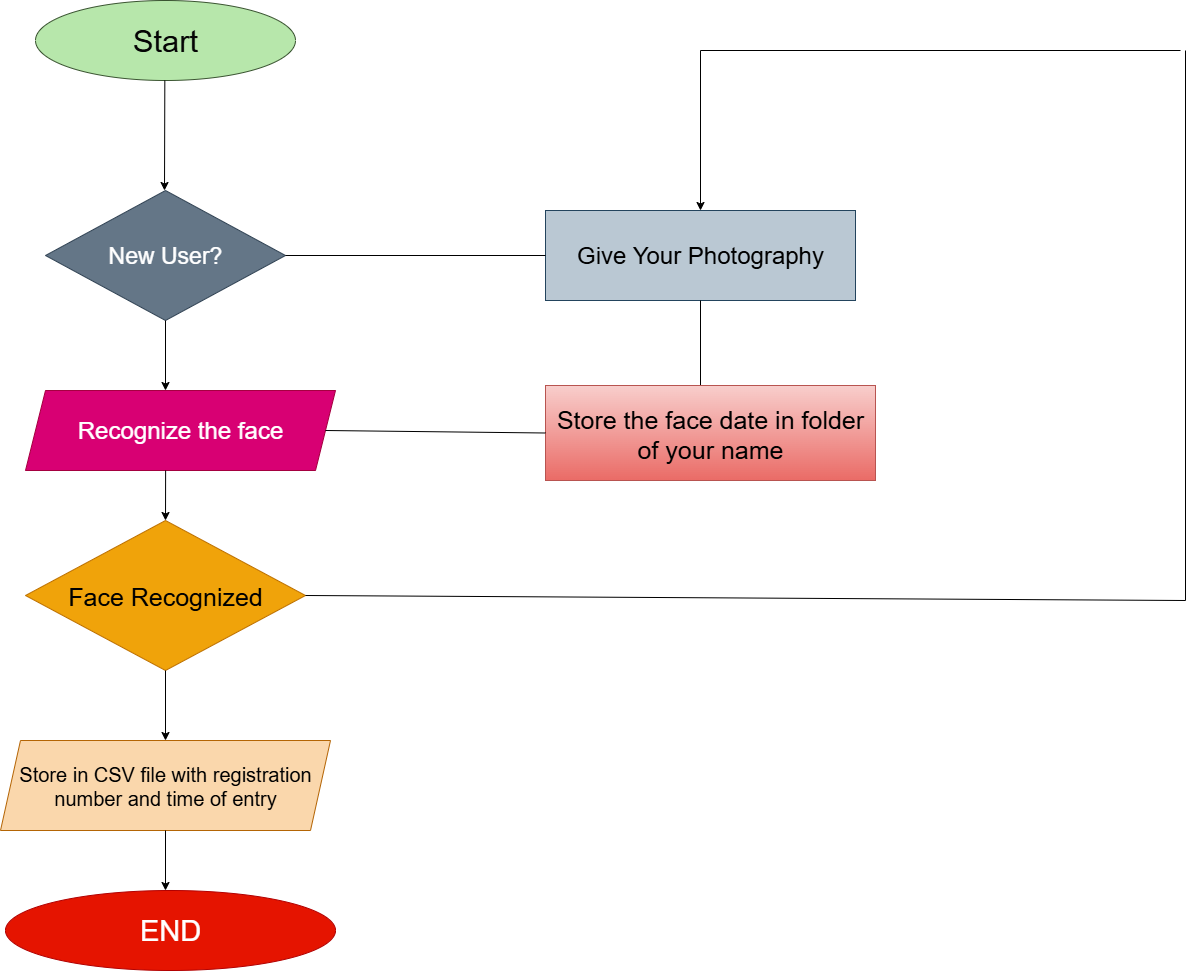 Start
New User?
Give Your Photography
Recognize the face
Store the face date in folder
of your name
Face Recognized
Store in CSV file with registration
number and time of entry
END